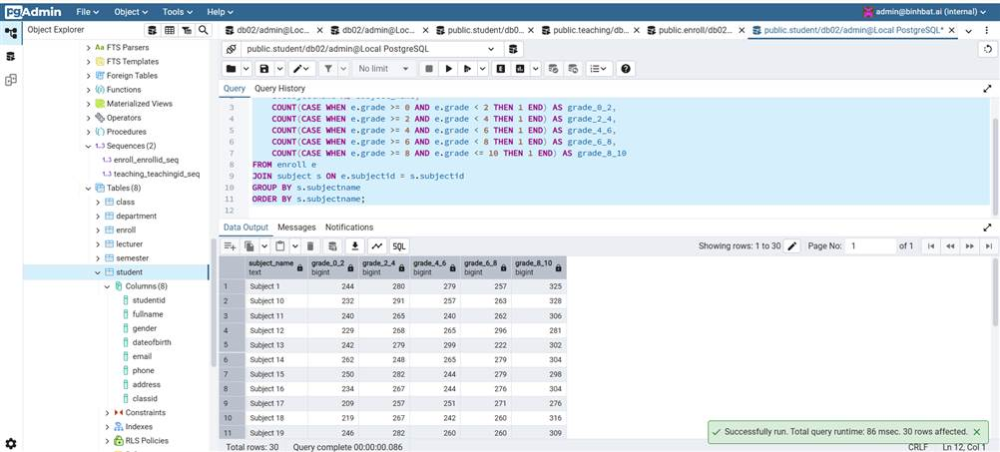 pgAdmin File Object Tools Help admin@binhbat.ai (internal)
Object Explorer
db02/admin@Loc...
db02/admin@Loc...
public.student/db0...
public.teaching/db...
public.enroll/db02...
public.student/db02/admin@Local PostgreSQL*
FTS Parsers
FTS Templates
Foreign Tables
Functions
Materialized Views
Operators
Procedures
Sequences (2)
enroll_enrollid_seq
teaching_teachingid_seq
Tables (8)
class
department
enroll
lecturer
semester
student
Columns (8)
studentid
fullname
gender
dateofbirth
email
phone
address
classid
Constraints
Indexes
RLS Policies
public.student/db02/admin@Local PostgreSQL
No limit
Query Query History
3 COUNT(CASE WHEN e.grade >= 0 AND e.grade < 2 THEN 1 END) AS grade_0_2,
4 COUNT(CASE WHEN e.grade >= 2 AND e.grade < 4 THEN 1 END) AS grade_2_4,
5 COUNT(CASE WHEN e.grade >= 4 AND e.grade < 6 THEN 1 END) AS grade_4_6,
6 COUNT(CASE WHEN e.grade >= 6 AND e.grade < 8 THEN 1 END) AS grade_6_8,
7 COUNT(CASE WHEN e.grade >= 8 AND e.grade <= 10 THEN 1 END) AS grade_8_10
8 FROM enroll e
9 JOIN subject s ON e.subjectid = s.subjectid
10 GROUP BY s.subjectname
11 ORDER BY s.subjectname;
12
Data Output Messages Notifications
SQL Showing rows: 1 to 30 Page No: 1 of 1
subject_name grade_0_2 grade_2_4 grade_4_6 grade_6_8 grade_8_10
text bigint bigint bigint bigint bigint
1 Subject 1 244 280 279 257 325
2 Subject 10 232 291 257 263 328
3 Subject 11 240 265 240 262 306
4 Subject 12 229 268 265 296 281
5 Subject 13 242 279 299 222 302
6 Subject 14 262 248 265 279 304
7 Subject 15 250 282 244 279 298
8 Subject 16 234 267 244 276 304
9 Subject 17 209 257 251 271 276
10 Subject 18 219 267 242 260 316
11 Subject 19 246 282 260 260 309
Successfully run. Total query runtime: 86 msec. 30 rows affected.
Total rows: 30 Query complete 00:00:00.086 CRLF Ln 12, Col 1